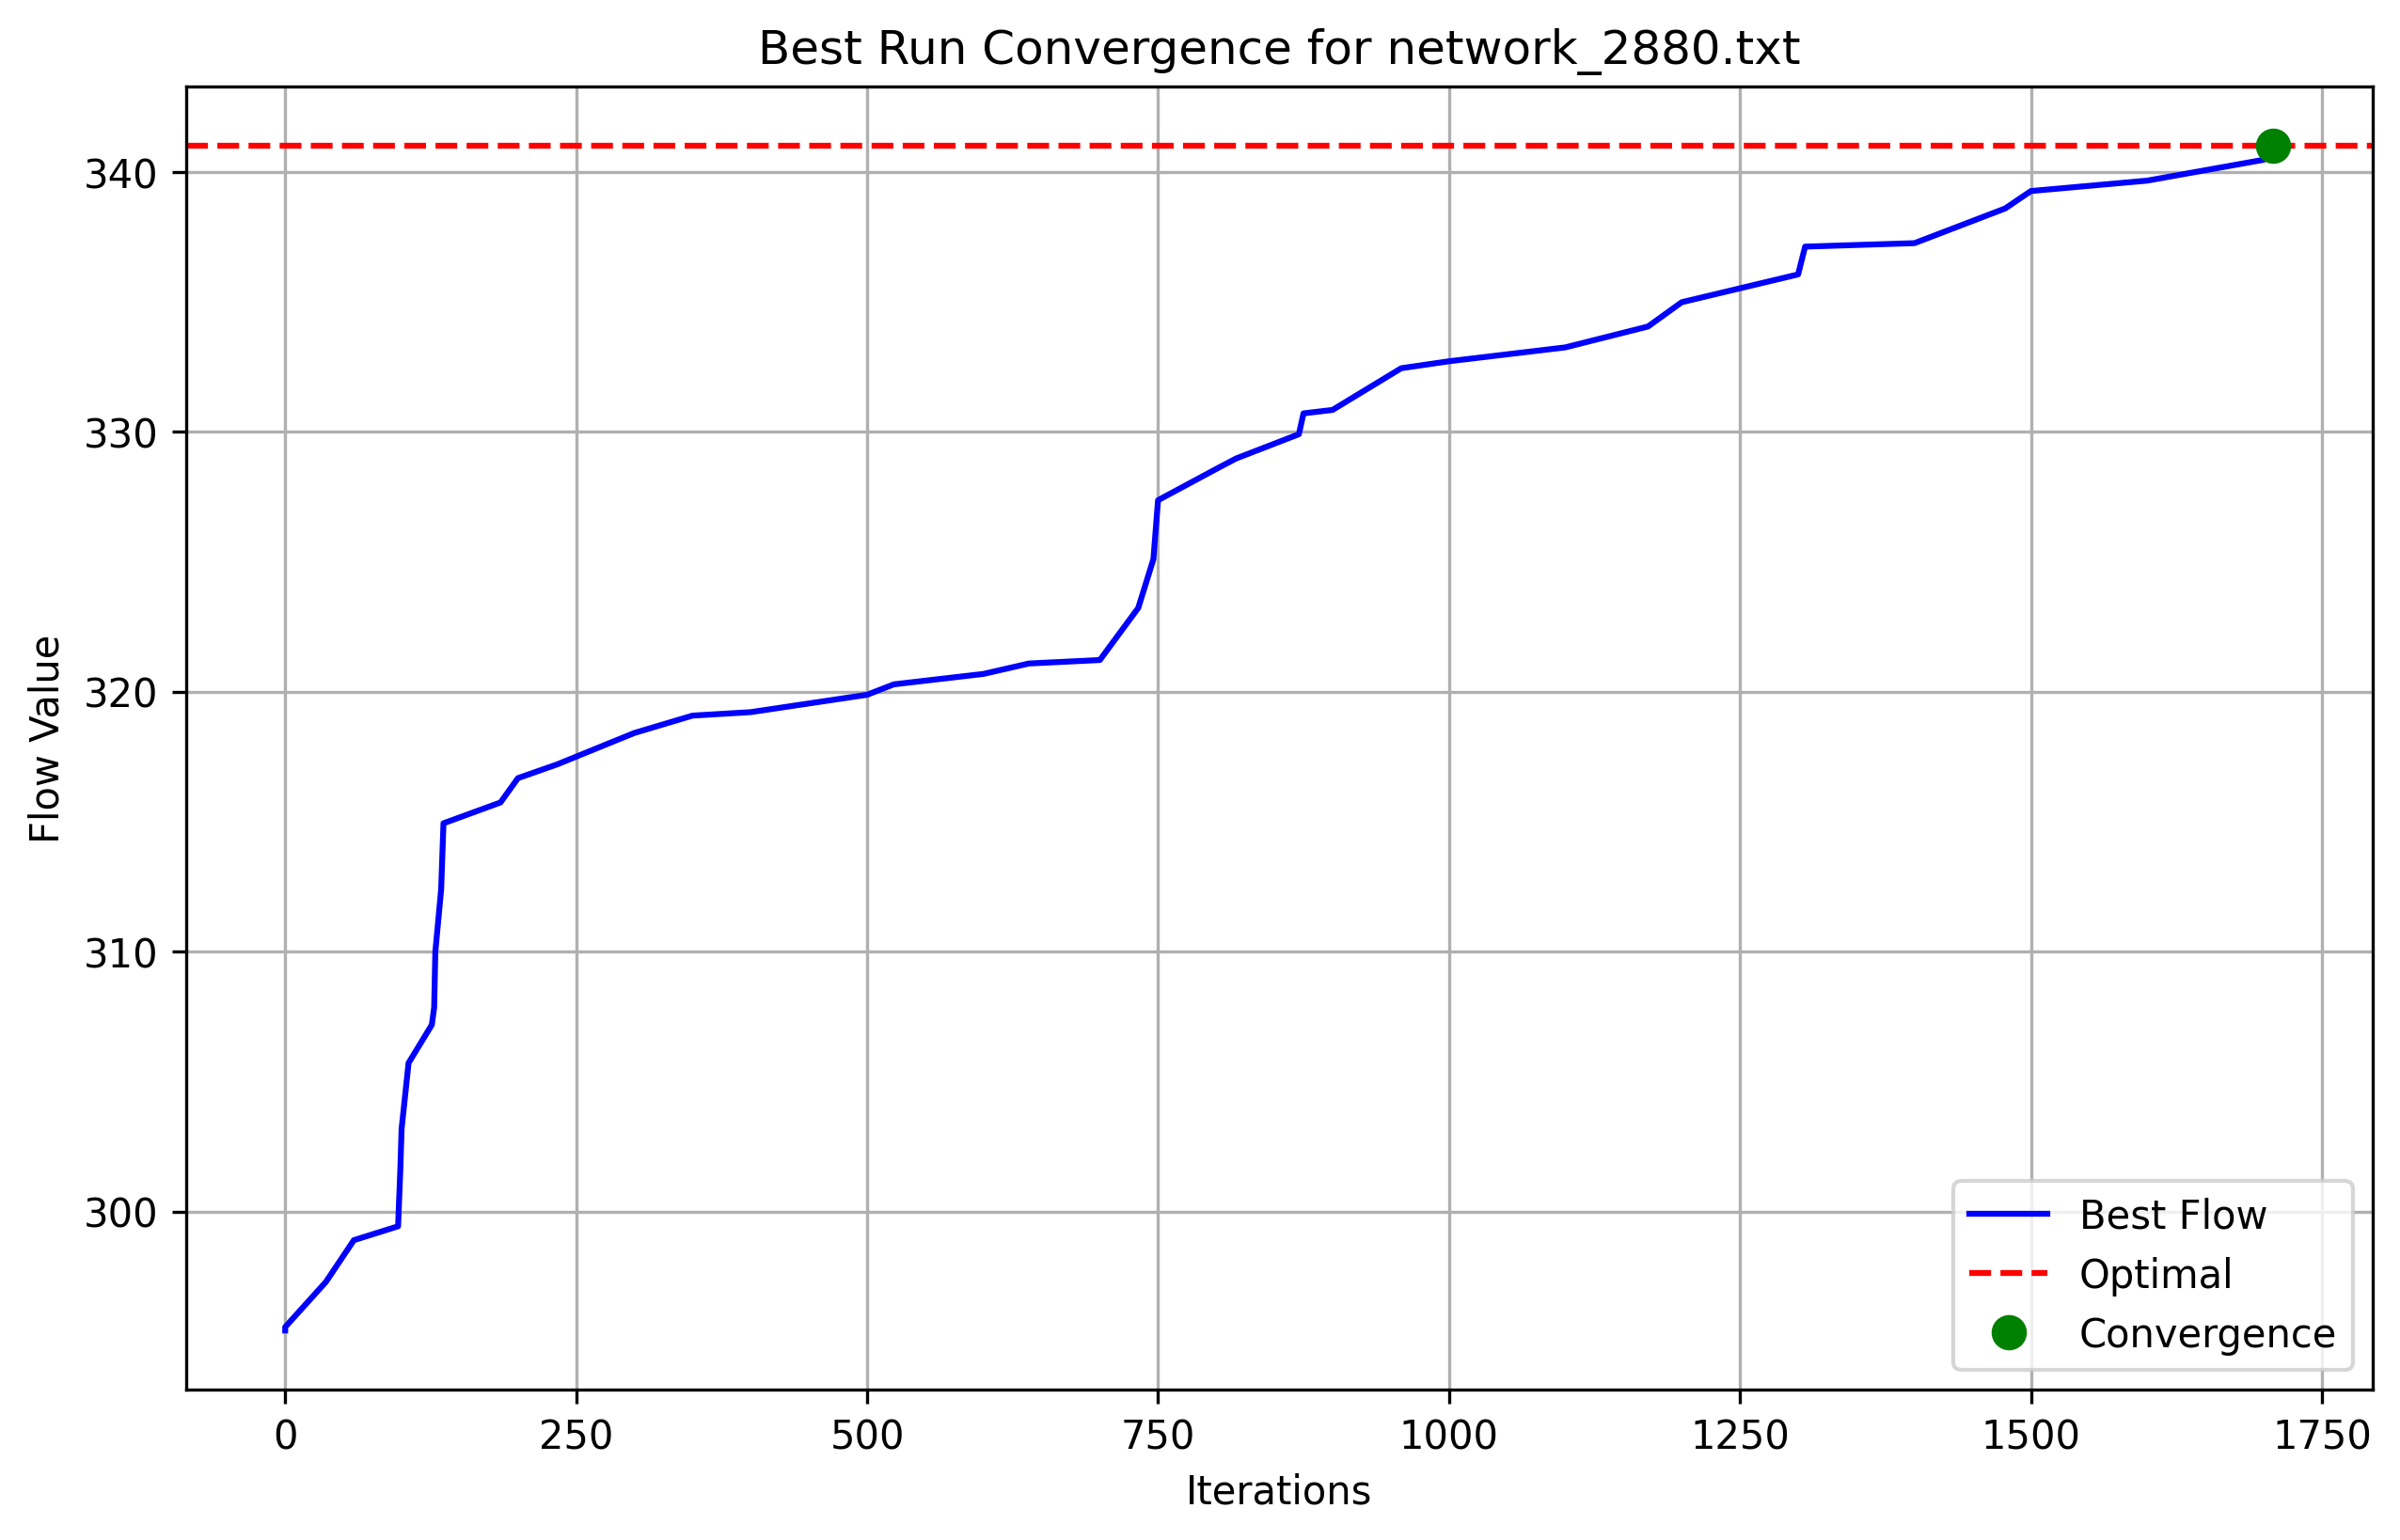 Best Run Convergence for network_2880.txt
Flow Value
340
330
320
310
300
0 250 500 750 1000 1250 1500 1750
Iterations
Best Flow
Optimal
Convergence